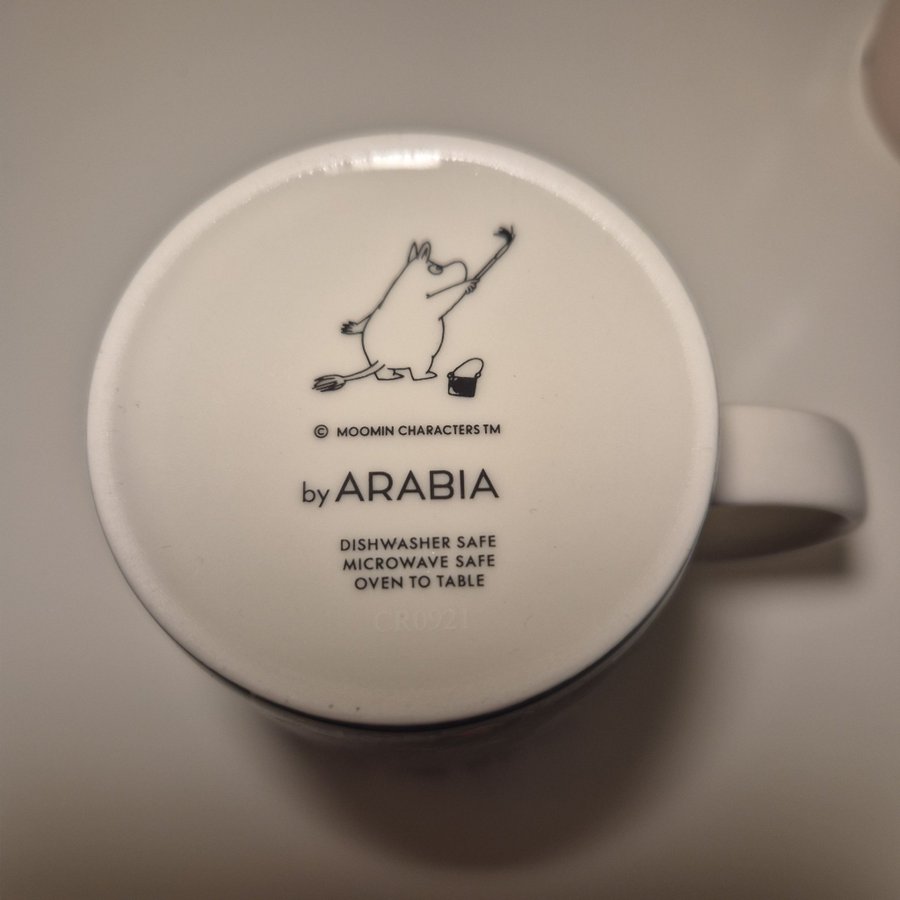 © MOOMIN CHARACTERS TM
by ARABIA
DISHWASHER SAFE
MICROWAVE SAFE
OVEN TO TABLE
CR0921